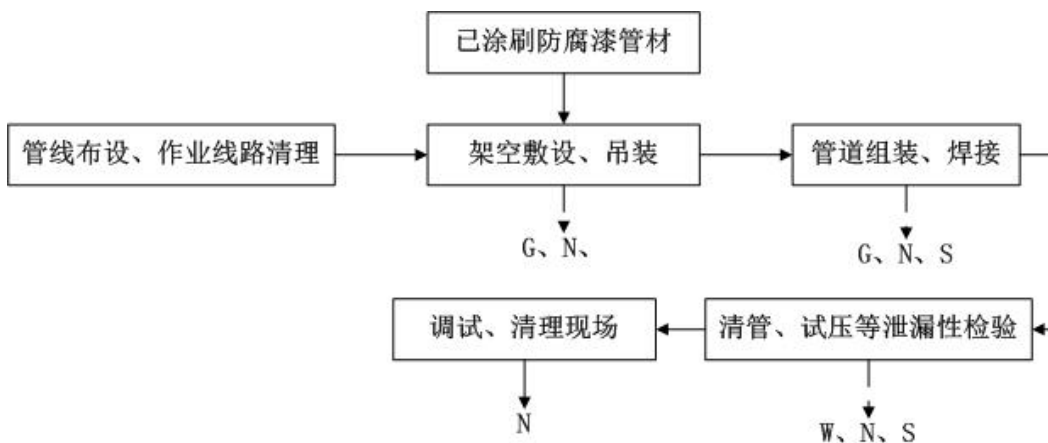 已涂刷防腐漆管材
管线布设、作业线路清理
架空敷设、吊装
管道组装、焊接
G、N、
G、N、S
调试、清理现场
清管、试压等泄漏性检验
N
W、N、S